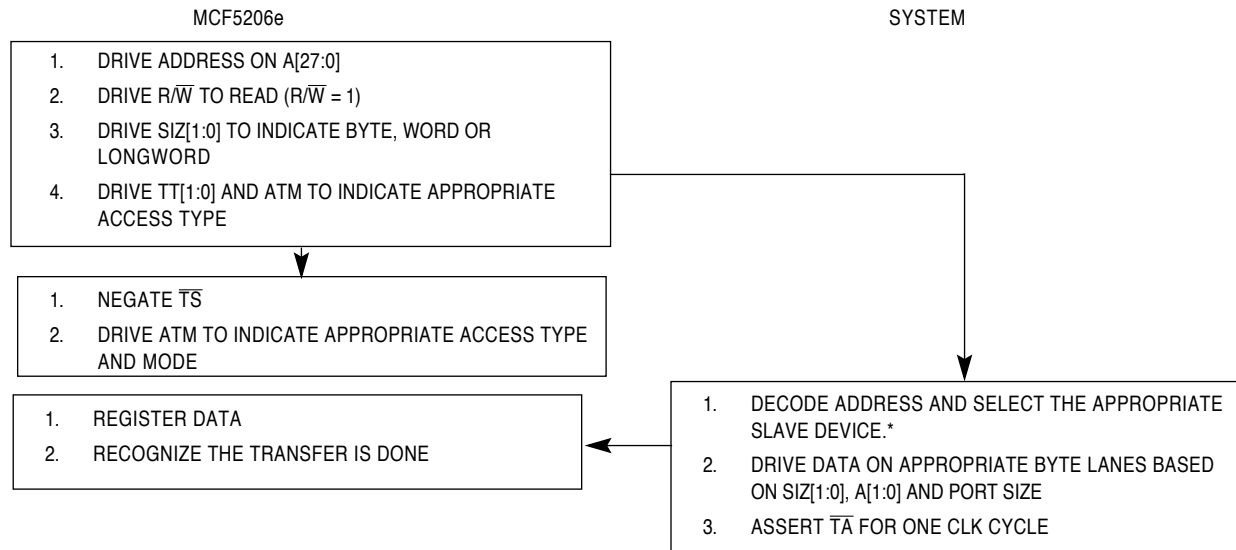 MCF5206e
SYSTEM
1. DRIVE ADDRESS ON A[27:0]
2. DRIVE R/W̅ TO READ (R/W̅ = 1)
3. DRIVE SIZ[1:0] TO INDICATE BYTE, WORD OR
LONGWORD
4. DRIVE TT[1:0] AND ATM TO INDICATE APPROPRIATE
ACCESS TYPE
1. NEGATE T̅S̅
2. DRIVE ATM TO INDICATE APPROPRIATE ACCESS TYPE
AND MODE
1. REGISTER DATA
2. RECOGNIZE THE TRANSFER IS DONE
1. DECODE ADDRESS AND SELECT THE APPROPRIATE
SLAVE DEVICE.*
2. DRIVE DATA ON APPROPRIATE BYTE LANES BASED
ON SIZ[1:0], A[1:0] AND PORT SIZE
3. ASSERT T̅A̅ FOR ONE CLK CYCLE